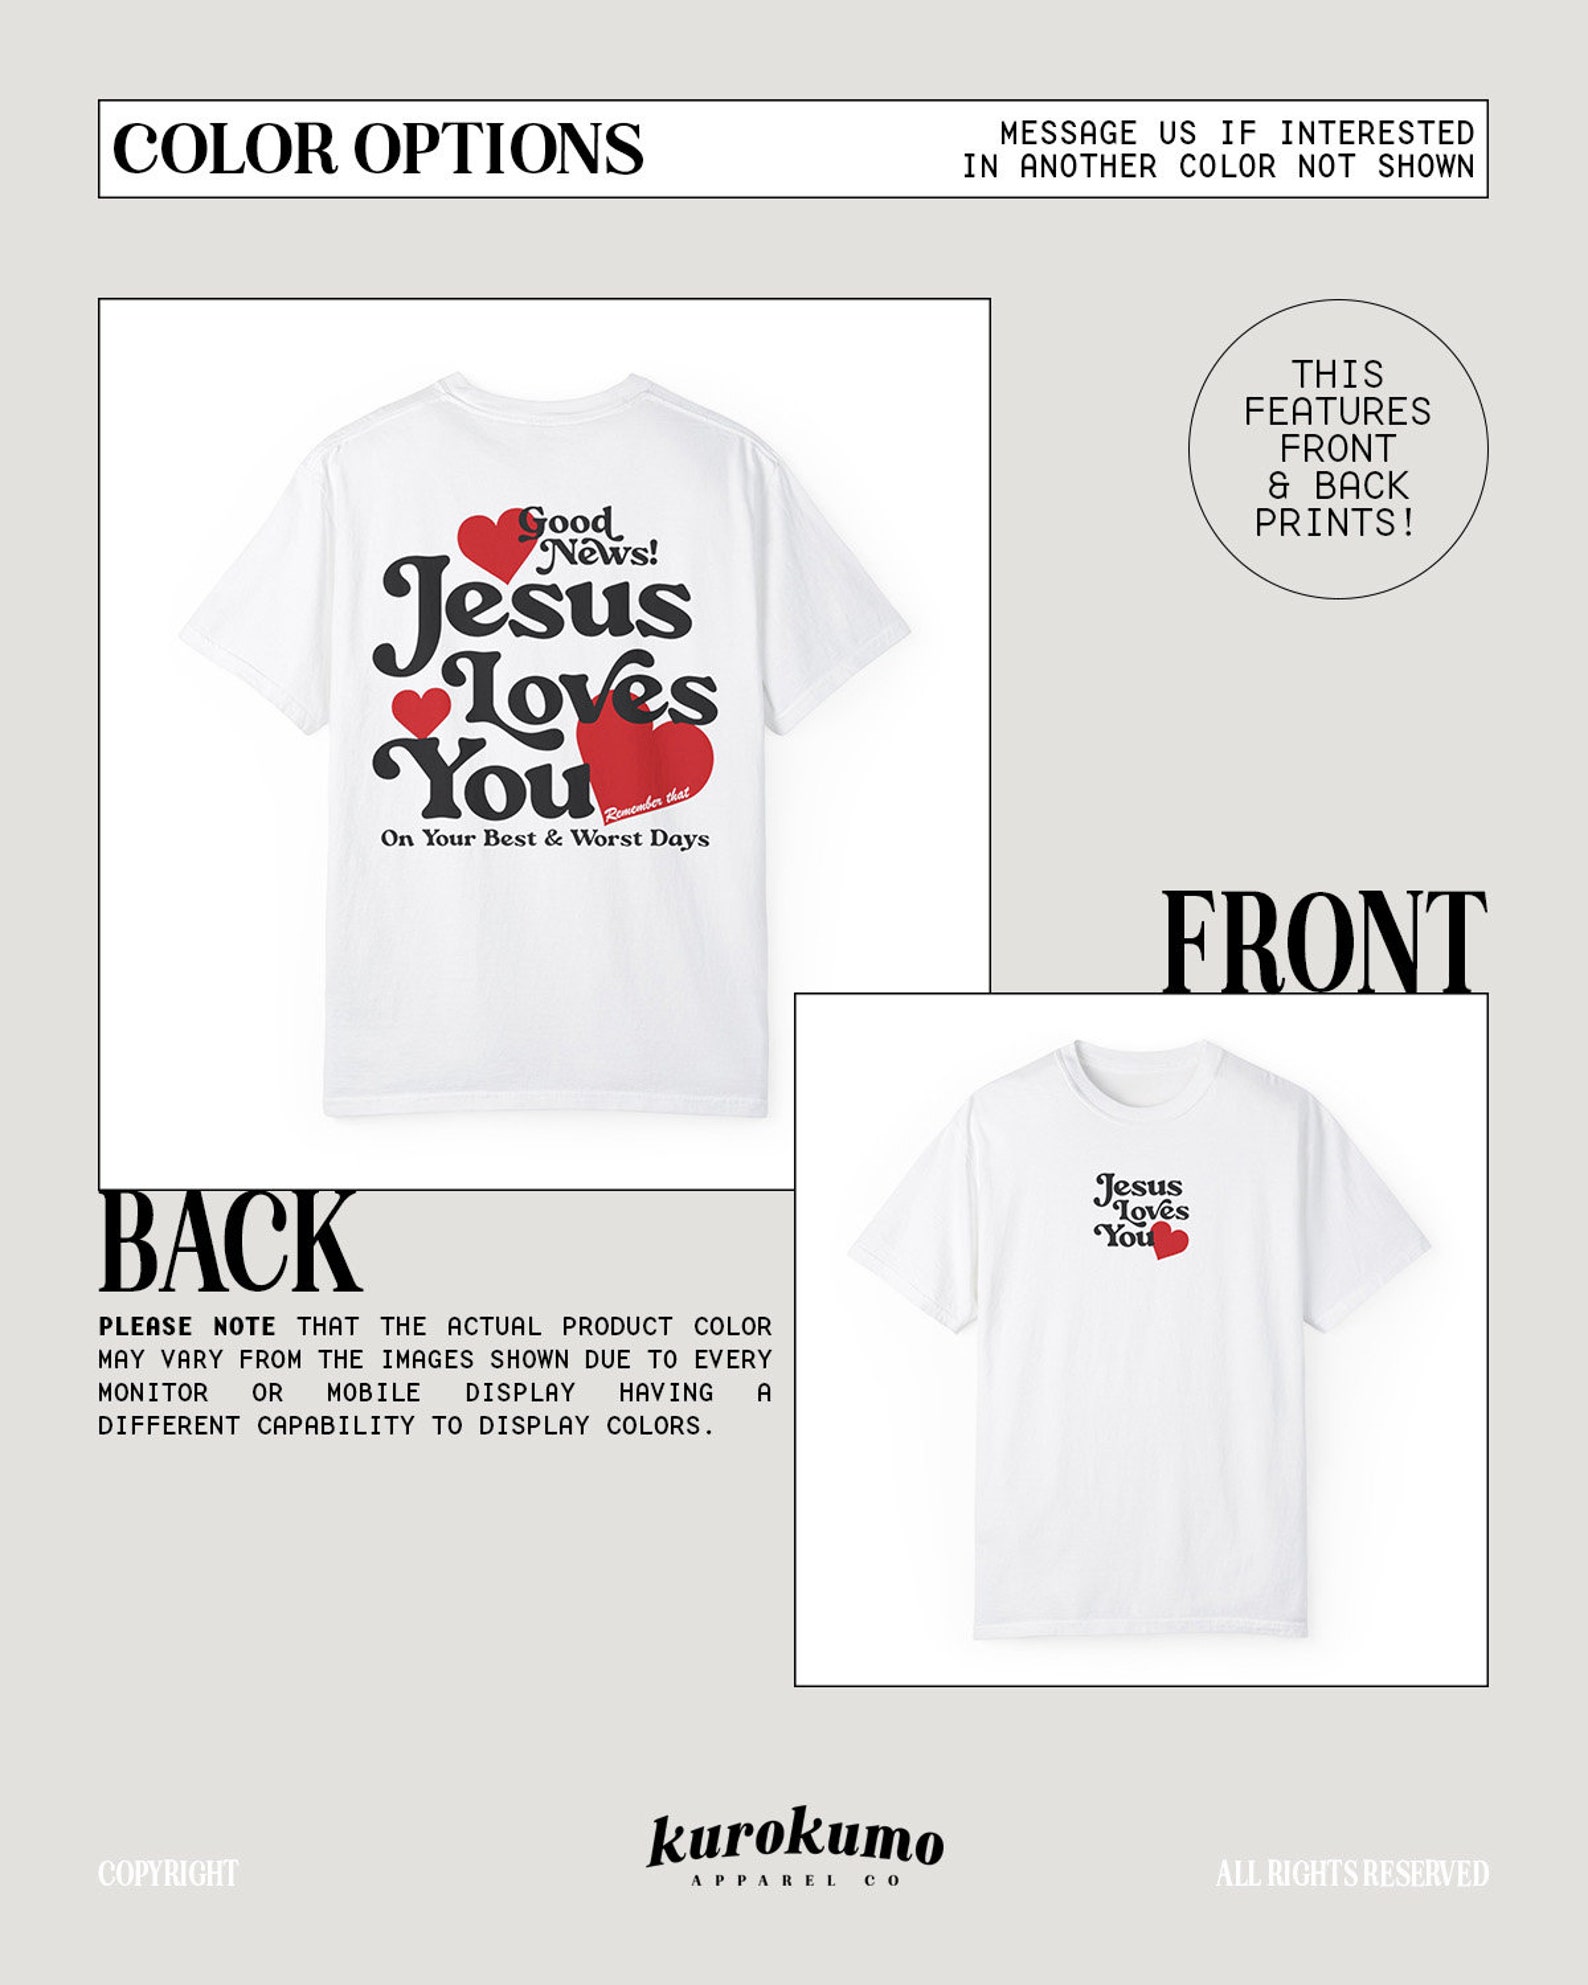 COLOR OPTIONS
MESSAGE US IF INTERESTED
IN ANOTHER COLOR NOT SHOWN
THIS
FEATURES
FRONT
& BACK
PRINTS!
Good
News!
Jesus
Loves
You
Remember that
On Your Best & Worst Days
BACK
PLEASE NOTE THAT THE ACTUAL PRODUCT COLOR
MAY VARY FROM THE IMAGES SHOWN DUE TO EVERY
MONITOR OR MOBILE DISPLAY HAVING A
DIFFERENT CAPABILITY TO DISPLAY COLORS.
FRONT
Jesus
Loves
You
COPYRIGHT
kurokumo
APPAREL CO
ALL RIGHTS RESERVED